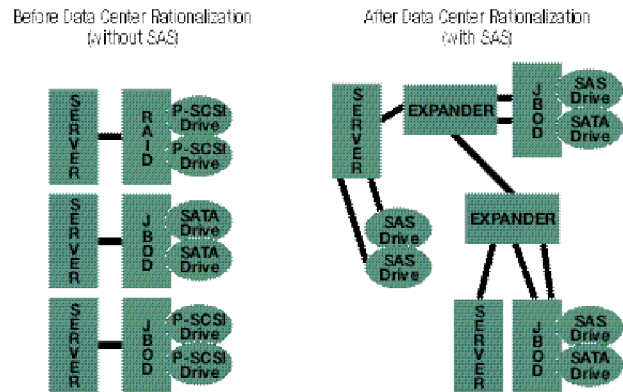 Before Data Center Rationalization
(without SAS)
After Data Center Rationalization
(with SAS)
SERVER
RAID
P-SCSI
Drive
P-SCSI
Drive
SERVER
JBOD
SATA
Drive
SATA
Drive
SERVER
JBOD
P-SCSI
Drive
P-SCSI
Drive
SERVER
EXPANDER
JBOD
SAS
Drive
SATA
Drive
SAS
Drive
SAS
Drive
EXPANDER
SERVER
JBOD
SAS
Drive
SATA
Drive